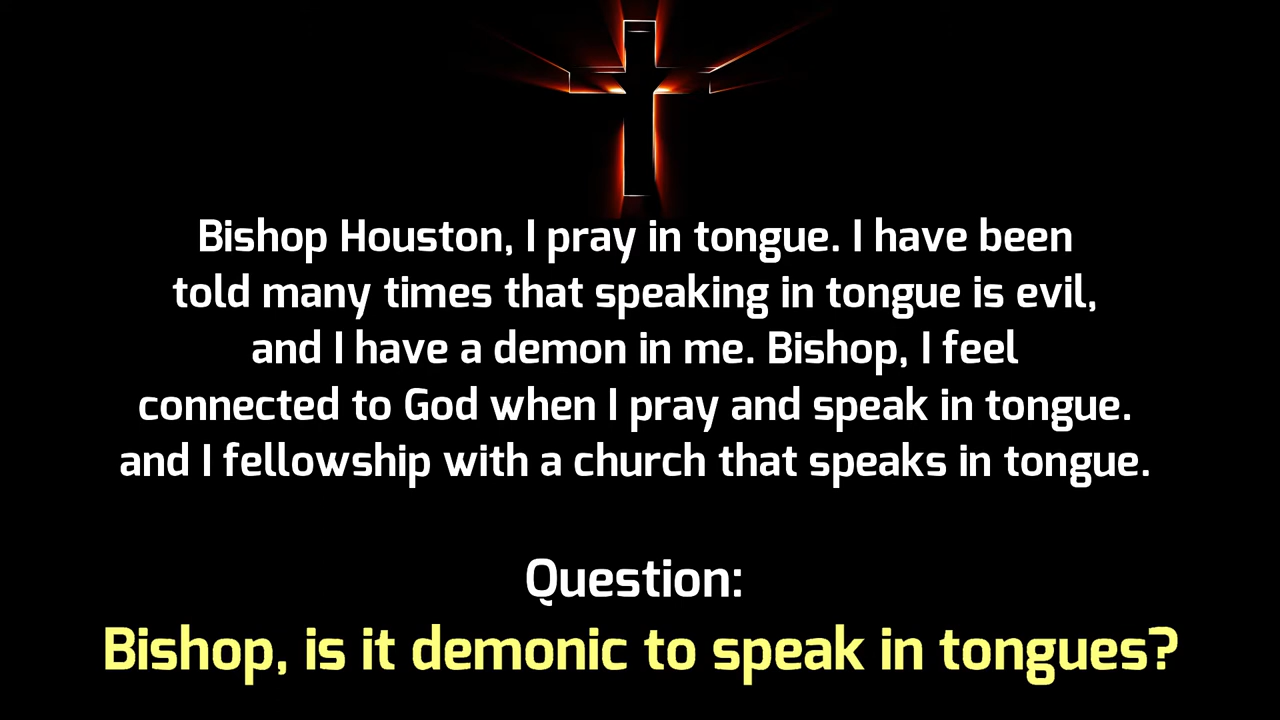 Bishop Houston, I pray in tongue. I have been
told many times that speaking in tongue is evil,
and I have a demon in me. Bishop, I feel
connected to God when I pray and speak in tongue.
and I fellowship with a church that speaks in tongue.
Question:
Bishop, is it demonic to speak in tongues?